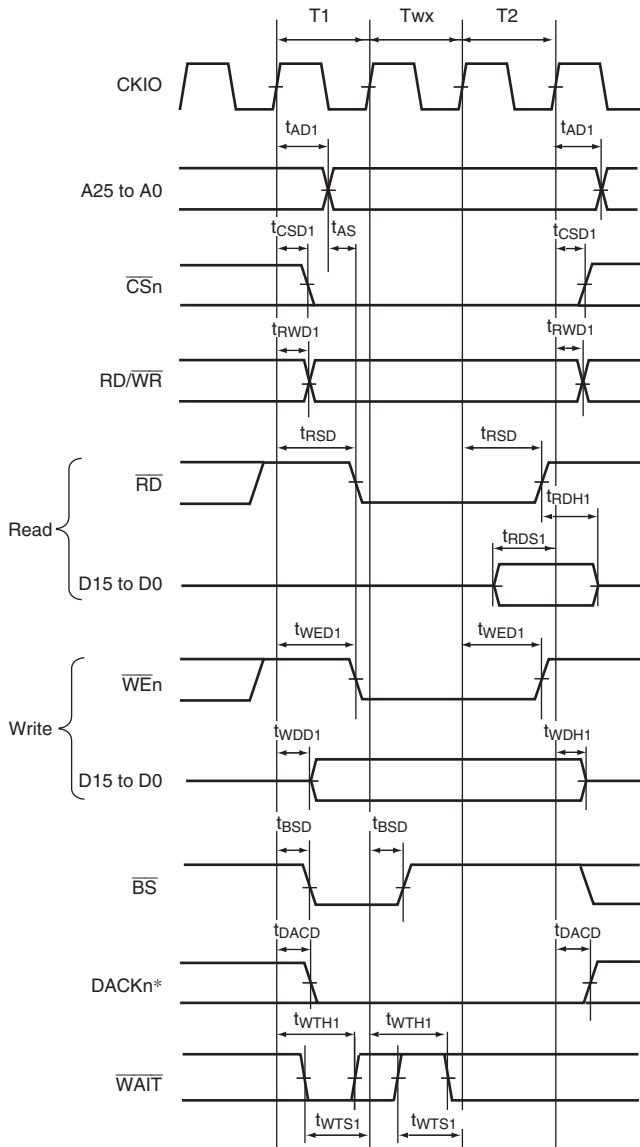 T1 Twx T2
CKIO
tAD1 tAD1
A25 to A0
tCSD1 tAS tCSD1
CSn
tRWD1 tRWD1
RD/WR
tRSD tRSD
RD
tRDH1
Read
tRDS1
D15 to D0
tWED1 tWED1
WEn
Write
tWDD1 tWDH1
D15 to D0
tBSD tBSD
BS
tDACD tDACD
DACKn*
tWTH1 tWTH1
WAIT
tWTS1 tWTS1